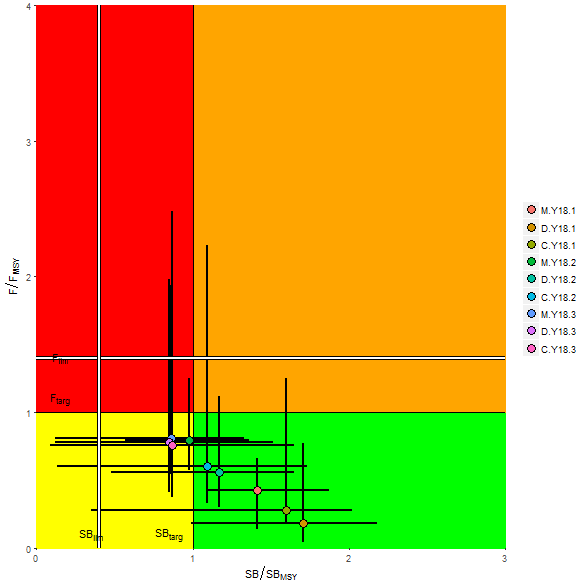 4
3
2
1
0
F/F_MSY
F_lim
F_targ
SB_lim
SB_targ
0
1
2
3
SB/SB_MSY
M.Y18.1
D.Y18.1
C.Y18.1
M.Y18.2
D.Y18.2
C.Y18.2
M.Y18.3
D.Y18.3
C.Y18.3